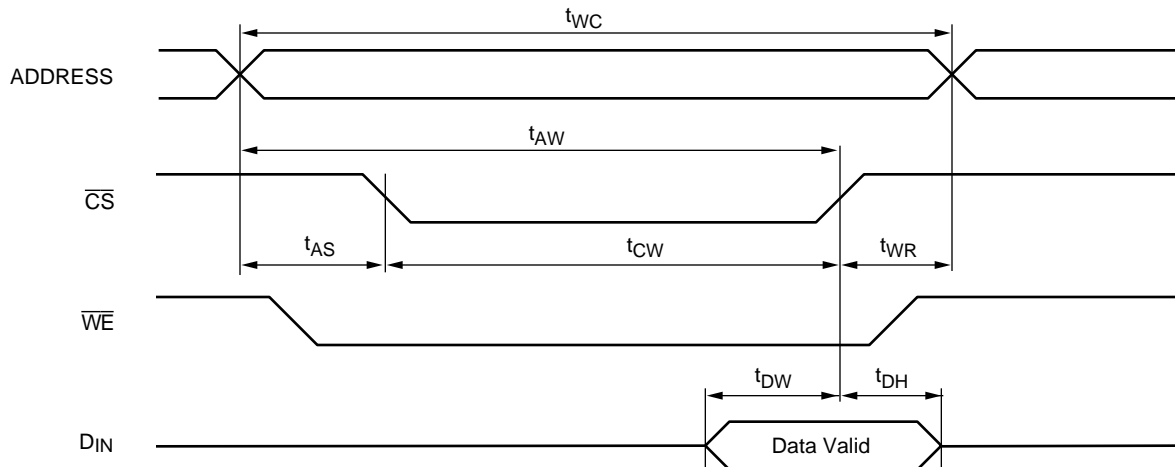 tWC
ADDRESS
tAW
CS
tAS
tCW
tWR
WE
tDW
tDH
DIN
Data Valid